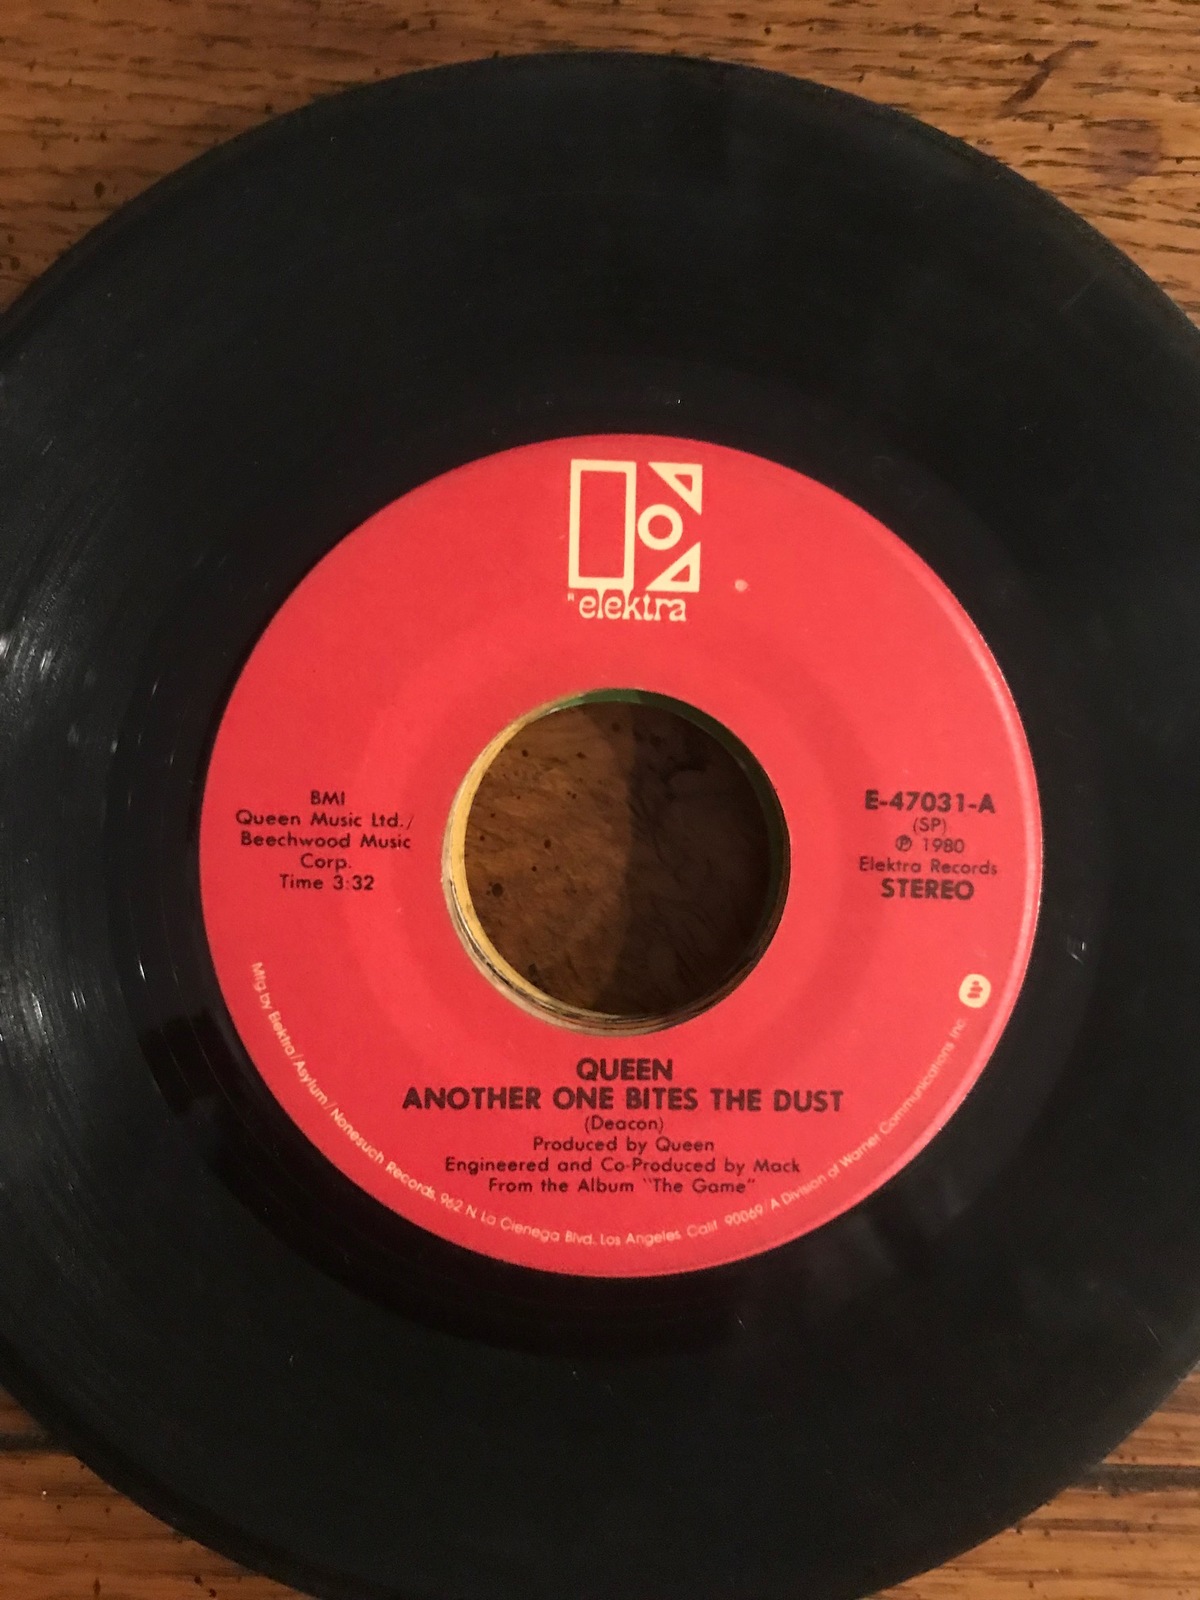 ® elektra
BMI
Queen Music Ltd./
Beechwood Music
Corp.
Time 3:32
E-47031-A
(SP)
℗ 1980
Elektra Records
STEREO
QUEEN
ANOTHER ONE BITES THE DUST
(Deacon)
Produced by Queen
Engineered and Co-Produced by Mack
From the Album "The Game"
Mfg by Elektra/Asylum/Nonesuch Records, 962 N. La Cienega Blvd., Los Angeles, Calif. 90069/A Division of Warner Communications Inc.